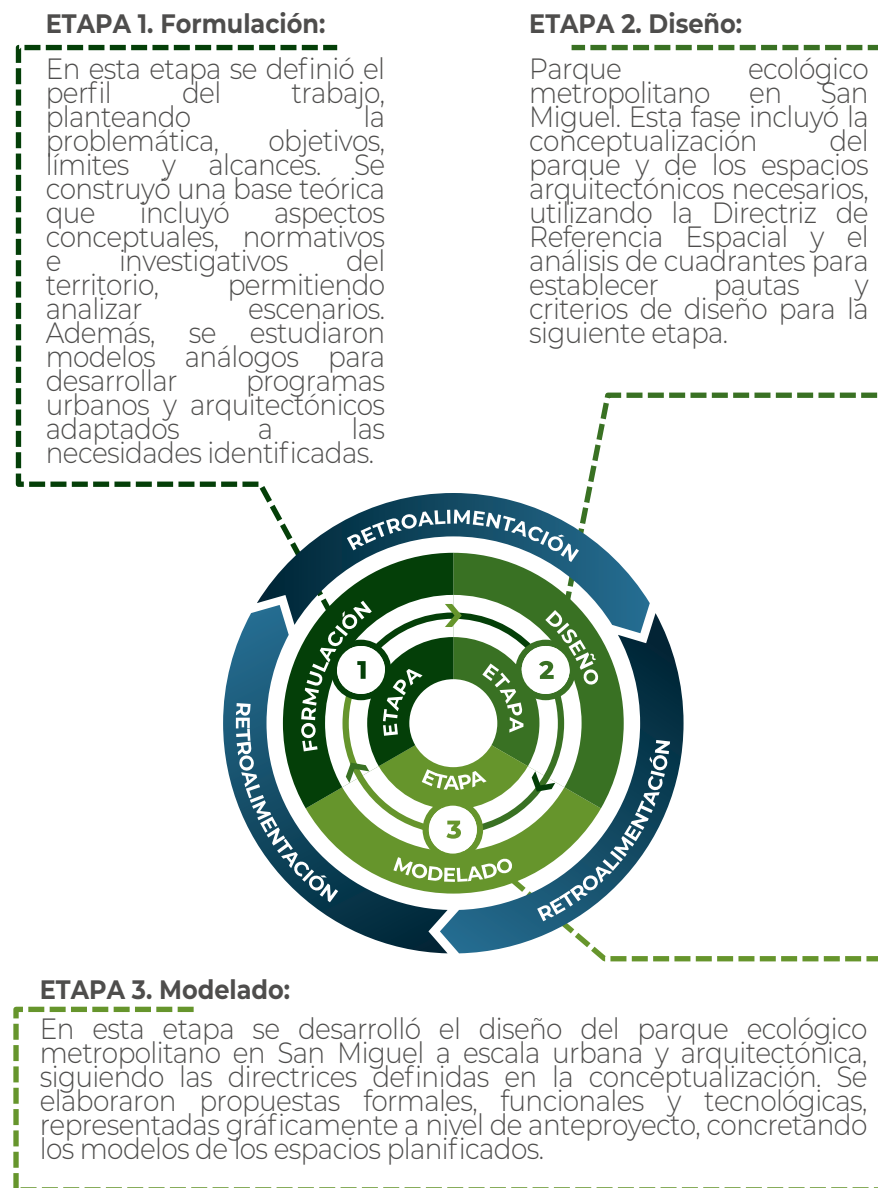 ETAPA 1. Formulación:
En esta etapa se definió el
perfil del trabajo,
planteando la
problemática, objetivos,
límites y alcances. Se
construyó una base teórica
que incluyó aspectos
conceptuales, normativos
e investigativos del
territorio, permitiendo
analizar escenarios.
Además, se estudiaron
modelos análogos para
desarrollar programas
urbanos y arquitectónicos
adaptados a las
necesidades identificadas.
ETAPA 2. Diseño:
Parque ecológico
metropolitano en San
Miguel. Esta fase incluyó la
conceptualización del
parque y de los espacios
arquitectónicos necesarios,
utilizando la Directriz de
Referencia Espacial y el
análisis de cuadrantes para
establecer pautas y
criterios de diseño para la
siguiente etapa.
RETROALIMENTACIÓN
RETROALIMENTACIÓN
RETROALIMENTACIÓN
FORMULACIÓN
1
ETAPA
DISEÑO
2
ETAPA
ETAPA
3
MODELADO
ETAPA 3. Modelado:
En esta etapa se desarrolló el diseño del parque ecológico
metropolitano en San Miguel a escala urbana y arquitectónica,
siguiendo las directrices definidas en la conceptualización. Se
elaboraron propuestas formales, funcionales y tecnológicas,
representadas gráficamente a nivel de anteproyecto, concretando
los modelos de los espacios planificados.